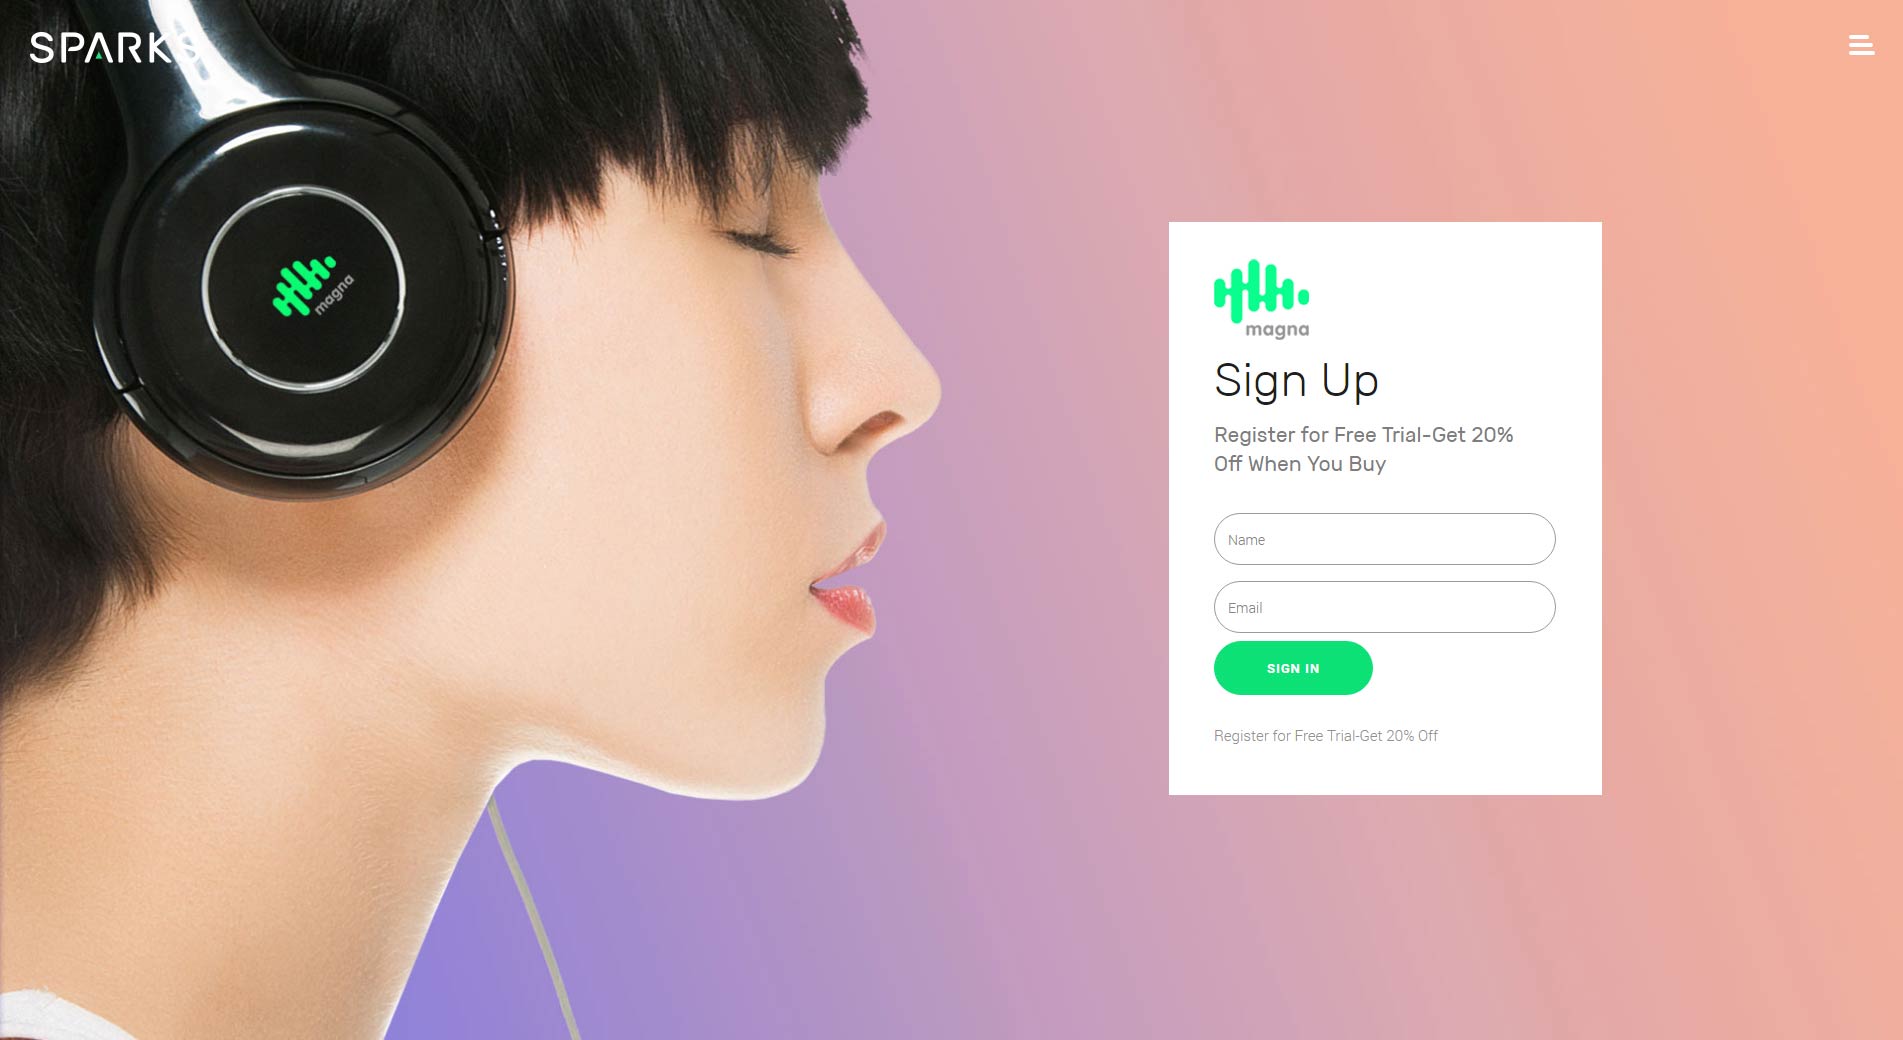 SPARKS
magna
magna
Sign Up
Register for Free Trial-Get 20%
Off When You Buy
Name
Email
SIGN IN
Register for Free Trial-Get 20% Off